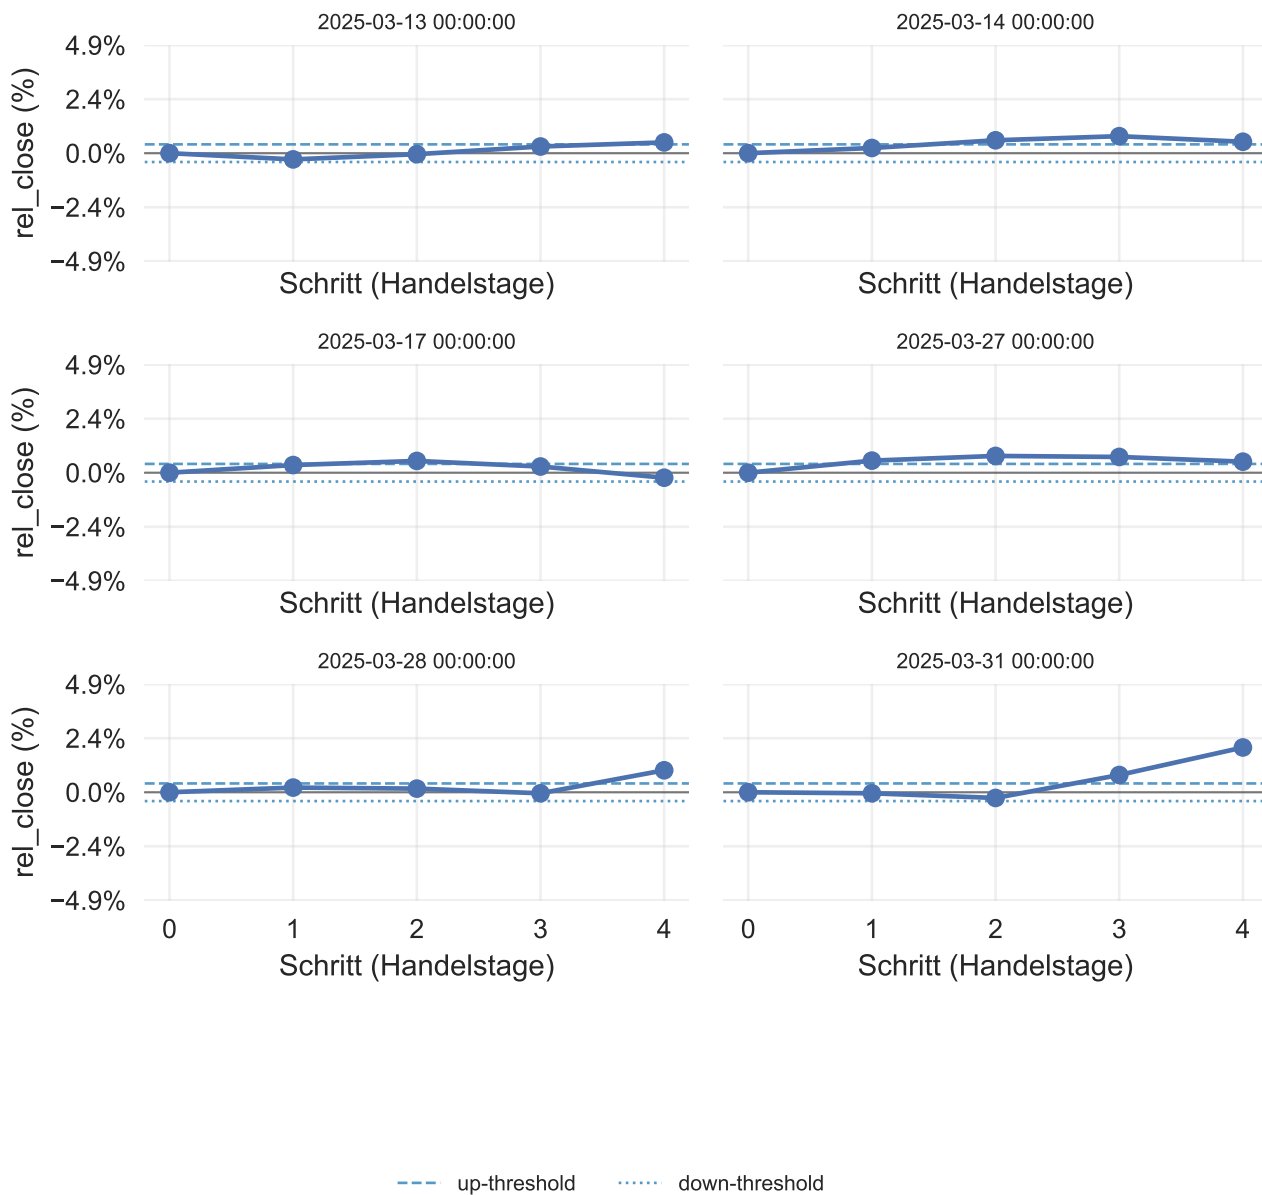 2025-03-13 00:00:00
2025-03-14 00:00:00
4.9%
2.4%
0.0%
−2.4%
−4.9%
rel_close (%)
Schritt (Handelstage)
Schritt (Handelstage)
2025-03-17 00:00:00
2025-03-27 00:00:00
4.9%
2.4%
0.0%
−2.4%
−4.9%
rel_close (%)
Schritt (Handelstage)
Schritt (Handelstage)
2025-03-28 00:00:00
2025-03-31 00:00:00
4.9%
2.4%
0.0%
−2.4%
−4.9%
rel_close (%)
0 1 2 3 4
0 1 2 3 4
Schritt (Handelstage)
Schritt (Handelstage)
up-threshold
down-threshold